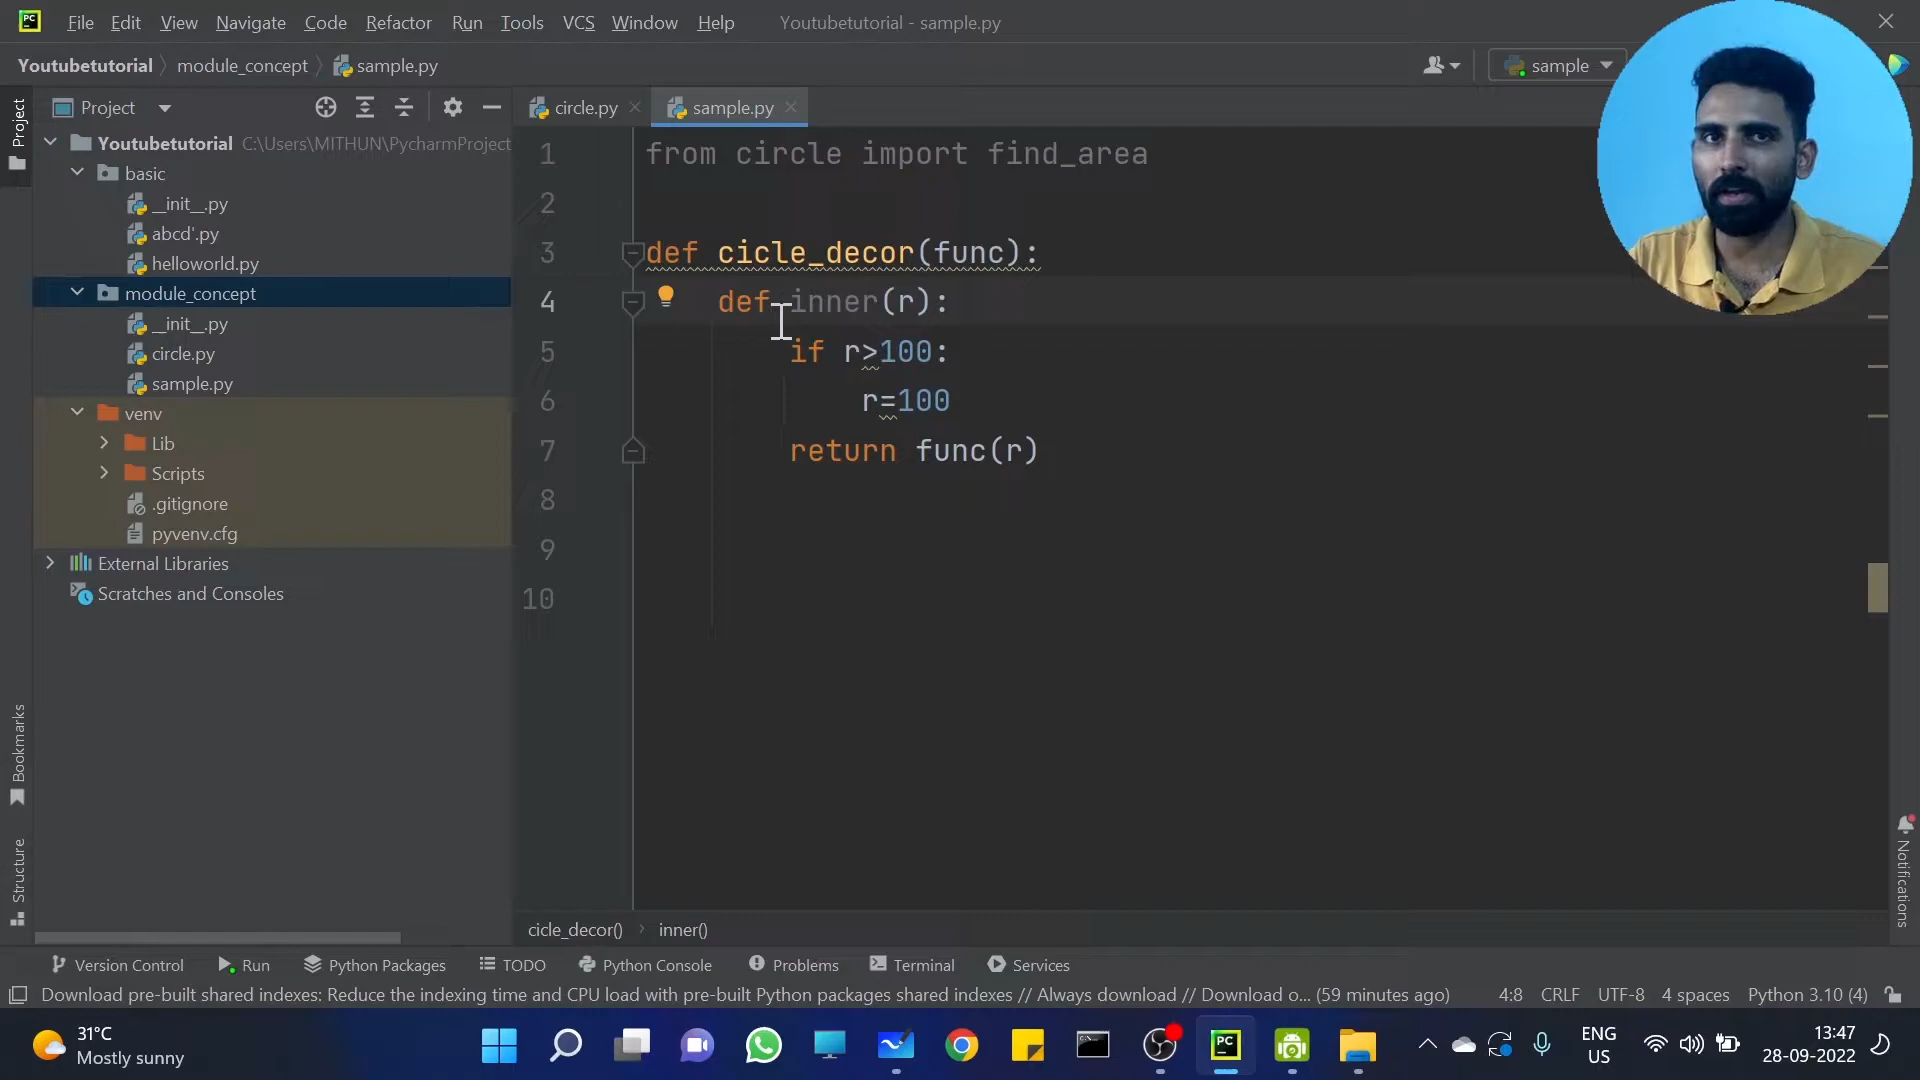 PC File Edit View Navigate Code Refactor Run Tools VCS Window Help Youtubetutorial - sample.py
Youtubetutorial module_concept sample.py sample
Project
Project
circle.py sample.py
Youtubetutorial C:\Users\MITHUN\PycharmProject
basic
__init__.py
abcd'.py
helloworld.py
module_concept
__init__.py
circle.py
sample.py
venv
Lib
Scripts
.gitignore
pyvenv.cfg
External Libraries
Scratches and Consoles
1 from circle import find_area
2
3 def cicle_decor(func):
4 def inner(r):
5 if r>100:
6 r=100
7 return func(r)
8
9
10
Bookmarks
Structure
Notifications
cicle_decor() inner()
Version Control Run Python Packages TODO Python Console Problems Terminal Services
Download pre-built shared indexes: Reduce the indexing time and CPU load with pre-built Python packages shared indexes // Always download // Download o... (59 minutes ago) 4:8 CRLF UTF-8 4 spaces Python 3.10 (4)
31°C
Mostly sunny
PC
ENG
US
13:47
28-09-2022